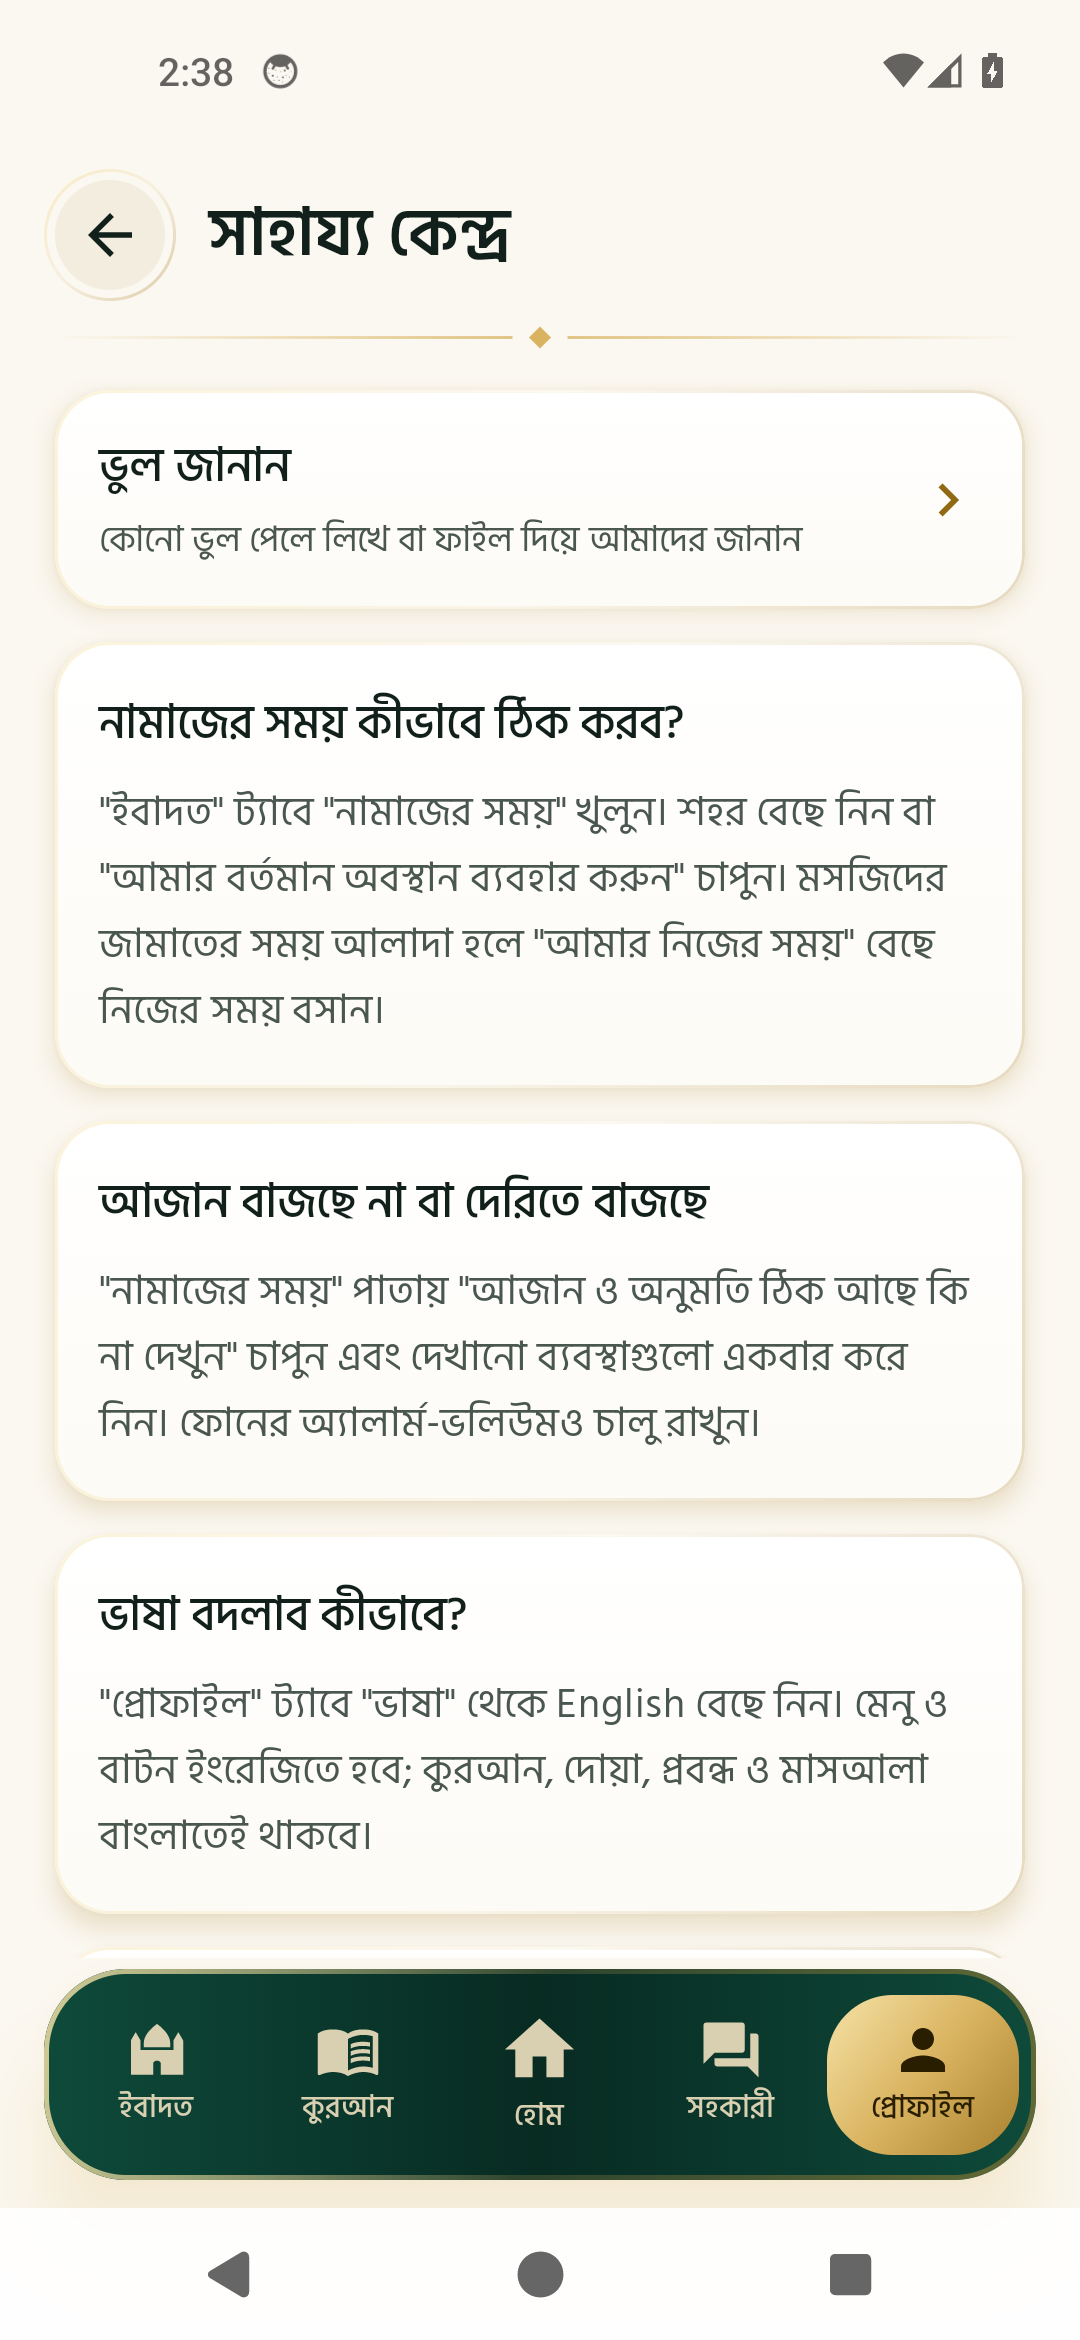 2:38
সাহায্য কেন্দ্র
ভুল জানান
কোনো ভুল পেলে লিখে বা ফাইল দিয়ে আমাদের জানান
নামাজের সময় কীভাবে ঠিক করব?
"ইবাদত" ট্যাবে "নামাজের সময়" খুলুন। শহর বেছে নিন বা
"আমার বর্তমান অবস্থান ব্যবহার করুন" চাপুন। মসজিদের
জামাতের সময় আলাদা হলে "আমার নিজের সময়" বেছে
নিজের সময় বসান।
আজান বাজছে না বা দেরিতে বাজছে
"নামাজের সময়" পাতায় "আজান ও অনুমতি ঠিক আছে কি
না দেখুন" চাপুন এবং দেখানো ব্যবস্থাগুলো একবার করে
নিন। ফোনের অ্যালার্ম-ভলিউমও চালু রাখুন।
ভাষা বদলাব কীভাবে?
"প্রোফাইল" ট্যাবে "ভাষা" থেকে English বেছে নিন। মেনু ও
বাটন ইংরেজিতে হবে; কুরআন, দোয়া, প্রবন্ধ ও মাসআলা
বাংলাতেই থাকবে।
ইবাদত
কুরআন
হোম
সহকারী
প্রোফাইল